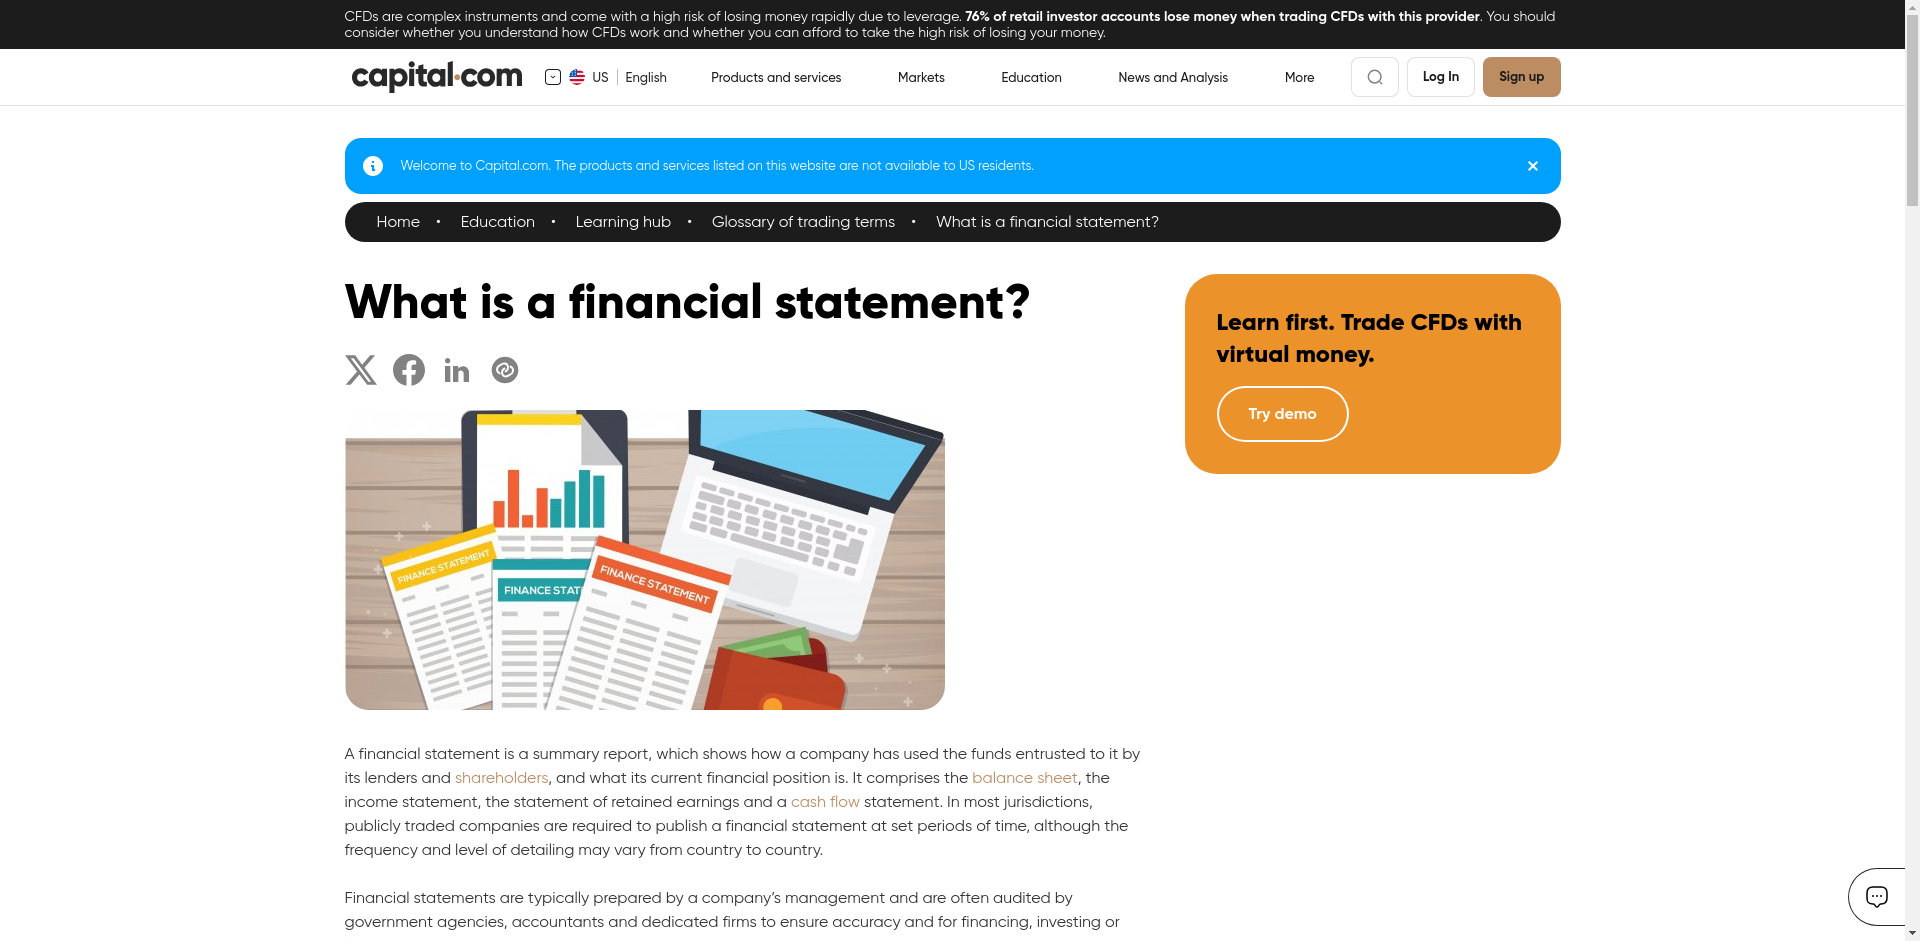 CFDs are complex instruments and come with a high risk of losing money rapidly due to leverage. 76% of retail investor accounts lose money when trading CFDs with this provider. You should
consider whether you understand how CFDs work and whether you can afford to take the high risk of losing your money.
capital.com
US
English
Products and services
Markets
Education
News and Analysis
More
Log In
Sign up
Welcome to Capital.com. The products and services listed on this website are not available to US residents.
Home • Education • Learning hub • Glossary of trading terms • What is a financial statement?
What is a financial statement?
Learn first. Trade CFDs with
virtual money.
Try demo
FINANCE STATEMENT
FINANCE STAT
FINANCE STATEMENT
A financial statement is a summary report, which shows how a company has used the funds entrusted to it by
its lenders and shareholders, and what its current financial position is. It comprises the balance sheet, the
income statement, the statement of retained earnings and a cash flow statement. In most jurisdictions,
publicly traded companies are required to publish a financial statement at set periods of time, although the
frequency and level of detailing may vary from country to country.
Financial statements are typically prepared by a company’s management and are often audited by
government agencies, accountants and dedicated firms to ensure accuracy and for financing, investing or